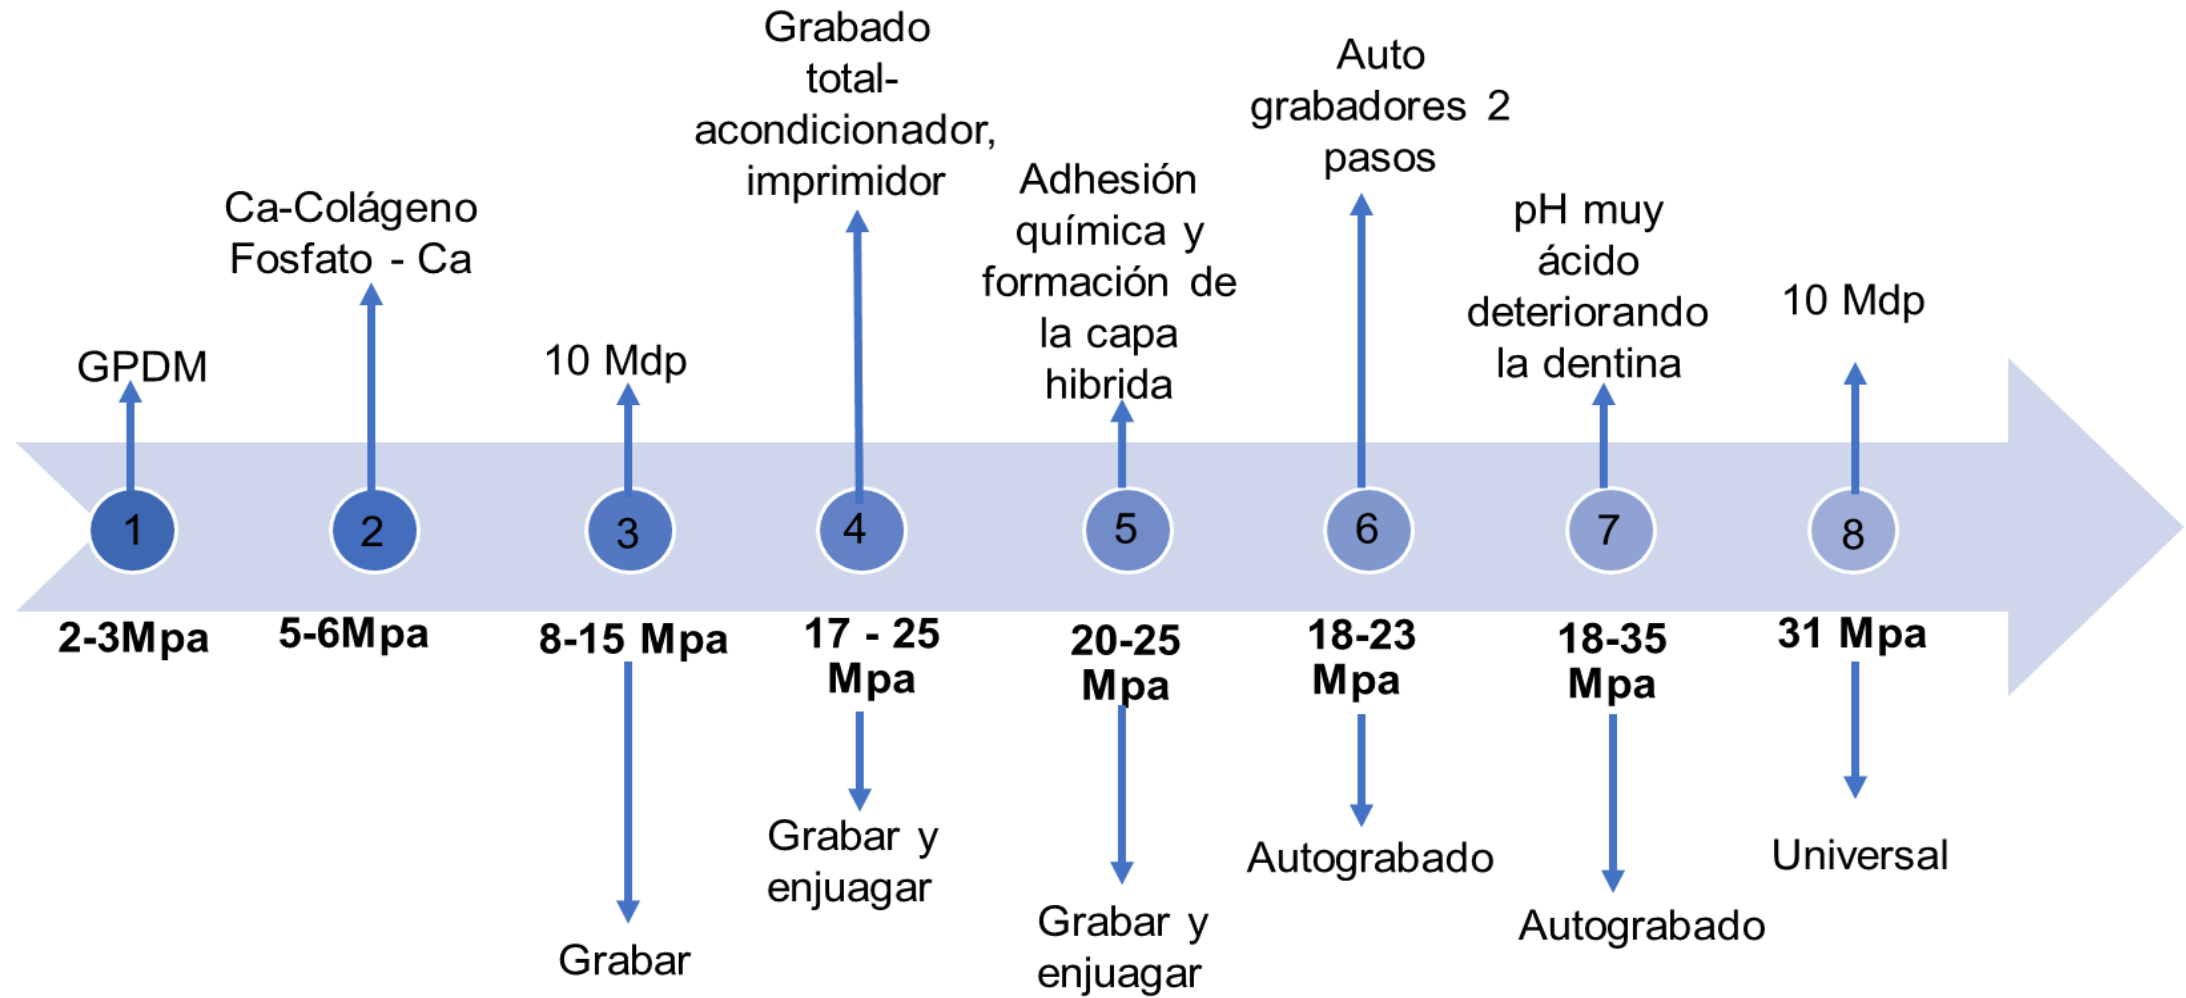 GPDM
1
2-3Mpa
Ca-Colágeno
Fosfato - Ca
2
5-6Mpa
10 Mdp
3
8-15 Mpa
Grabar
Grabado
total-
acondicionador,
imprimidor
4
17 - 25
Mpa
Grabar y
enjuagar
Adhesión
química y
formación de
la capa
hibrida
5
20-25
Mpa
Grabar y
enjuagar
Auto
grabadores 2
pasos
6
18-23
Mpa
Autograbado
pH muy
ácido
deteriorando
la dentina
7
18-35
Mpa
Autograbado
10 Mdp
8
31 Mpa
Universal